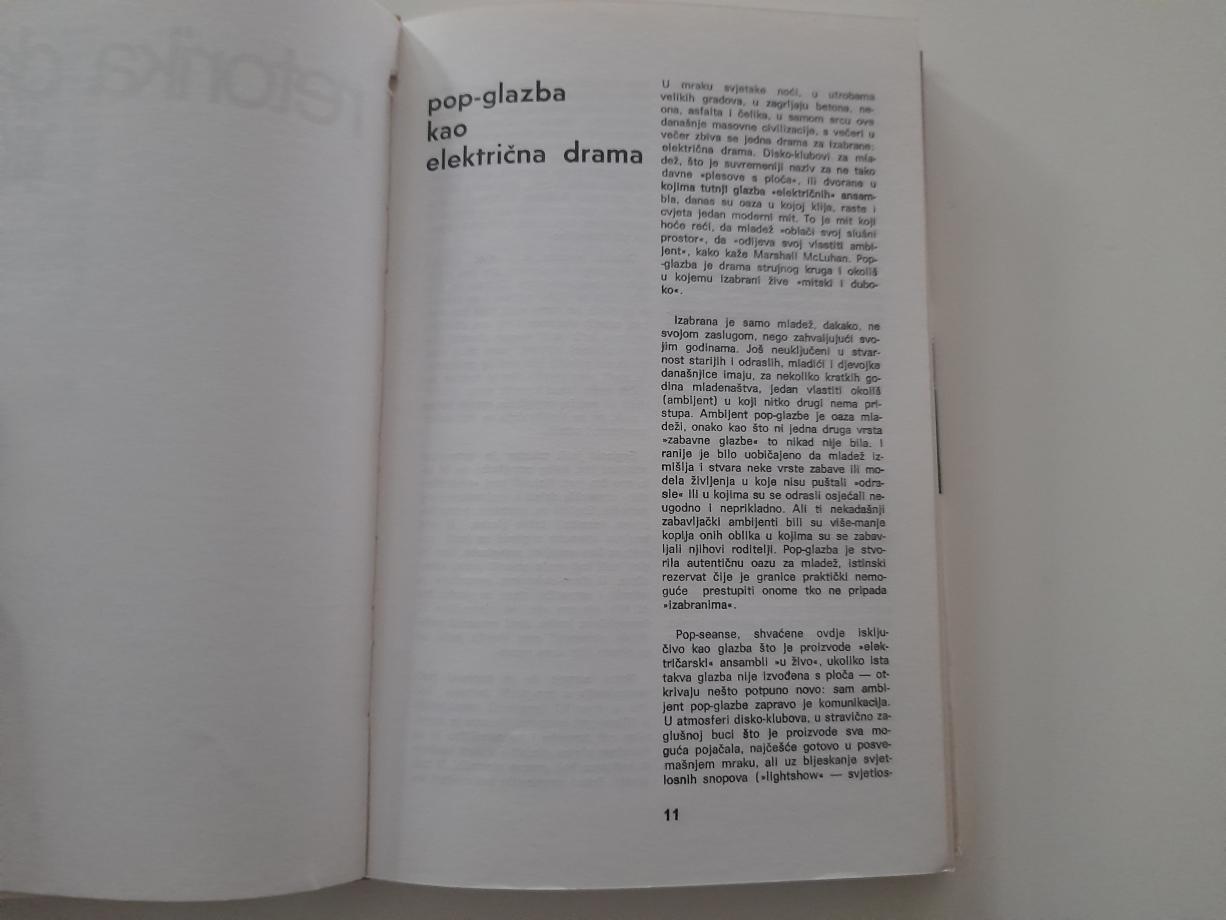 pop-glazba
kao
električna drama
U mraku svjetske noći, u utrobama
velikih gradova, u zagrljaju betona, ne-
ona, asfalta i čelika, u samom srcu ove
današnje masovne civilizacije, s večeri u
večer zbiva se jedna drama za izabrane:
električna drama. Disko-klubovi za mla-
dež, što je suvremeniji naziv za ne tako
davne »plesove s ploča«, ili dvorane u
kojima tutnji glazba »električnih« ansam-
bla, danas su oaza u kojoj klija, raste i
cvjeta jedan moderni mit. To je mit koji
hoće reći, da mladež »oblači svoj slušni
prostor«, da »odijeva svoj vlastiti ambi-
jent«, kako kaže Marshall McLuhan. Pop-
-glazba je drama strujnog kruga i okoliš
u kojemu izabrani žive »mitski i dubo-
ko«.
Izabrana je samo mladež, dakako, ne
svojom zaslugom, nego zahvaljujući svo-
jim godinama. Još neuključeni u stvar-
nost starijih i odraslih, mladići i djevojke
današnjice imaju, za nekoliko kratkih go-
dina mladenaštva, jedan vlastiti okoliš
(ambijent) u koji nitko drugi nema pri-
stupa. Ambijent pop-glazbe je oaza mla-
deži, onako kao što ni jedna druga vrsta
»zabavne glazbe« to nikad nije bila. I
ranije je bilo uobičajeno da mladež iz-
mišlja i stvara neke vrste zabave ili mo-
dela življenja u koje nisu puštali »odra-
sle« ili u kojima su se odrasli osjećali ne-
ugodno i neprikladno. Ali ti nekadašnji
zabavljački ambijenti bili su više-manje
kopija onih oblika u kojima su se zabav-
ljali njihovi roditelji. Pop-glazba je stvo-
rila autentičnu oazu za mladež, istinski
rezervat čije je granice praktički nemo-
guće prestupiti onome tko ne pripada
»izabranima«.
Pop-seanse, shvaćene ovdje isklju-
čivo kao glazba što je proizvode »elek-
tričarski« ansambli »u živo«, ukoliko ista
takva glazba nije izvođena s ploča — ot-
krivaju nešto potpuno novo: sam ambi-
jent pop-glazbe zapravo je komunikacija.
U atmosferi disko-klubova, u stravično za-
glušnoj buci što je proizvode sva mo-
guća pojačala, najčešće gotovo u posve-
mašnjem mraku, ali uz bljeskanje svjet-
losnih snopova (»lightshow« — svjetlos-
11